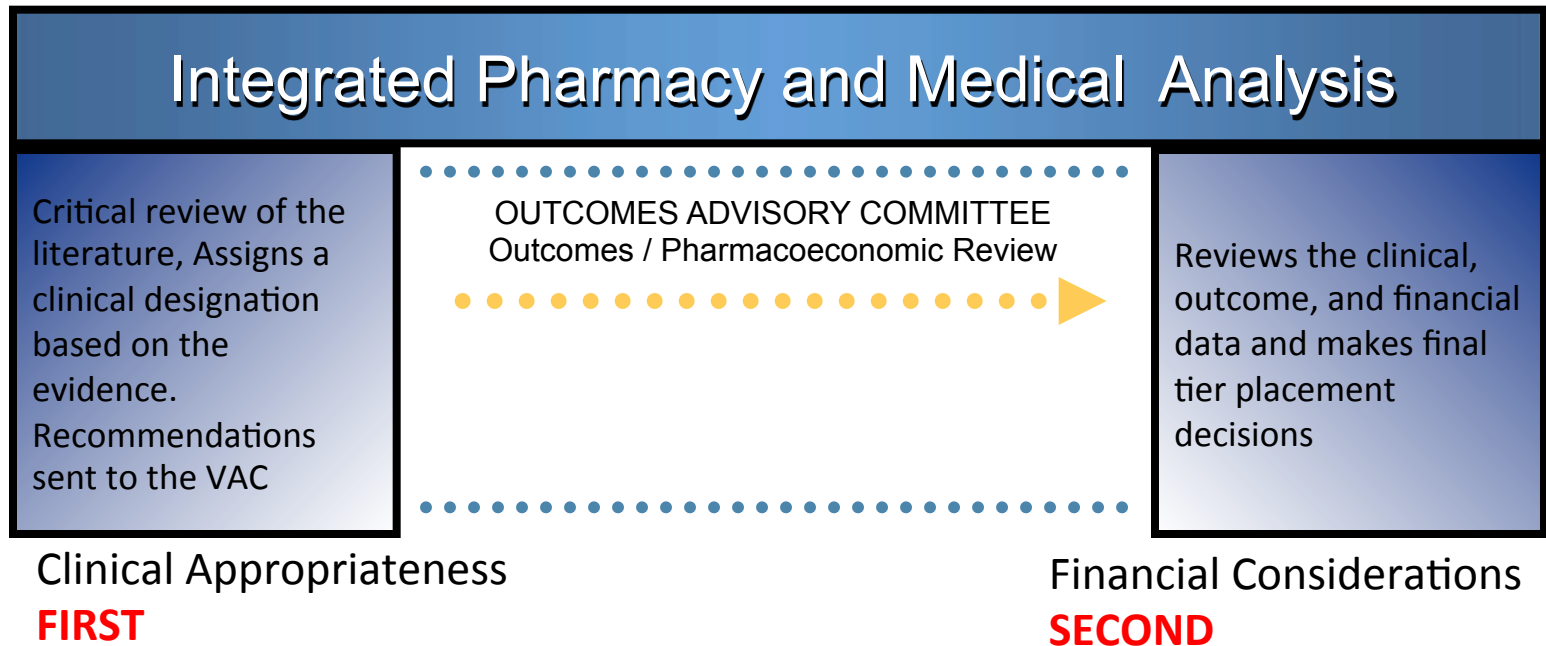 Integrated Pharmacy and Medical Analysis
Critical review of the
literature, Assigns a
clinical designation
based on the
evidence.
Recommendations
sent to the VAC
OUTCOMES ADVISORY COMMITTEE
Outcomes / Pharmacoeconomic Review
Reviews the clinical,
outcome, and financial
data and makes final
tier placement
decisions
Clinical Appropriateness
FIRST
Financial Considerations
SECOND